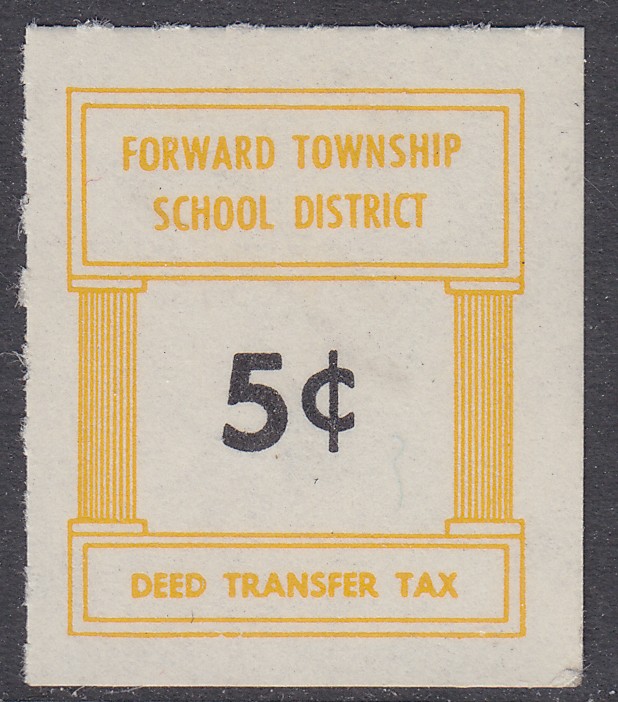 FORWARD TOWNSHIP
SCHOOL DISTRICT
5¢
DEED TRANSFER TAX